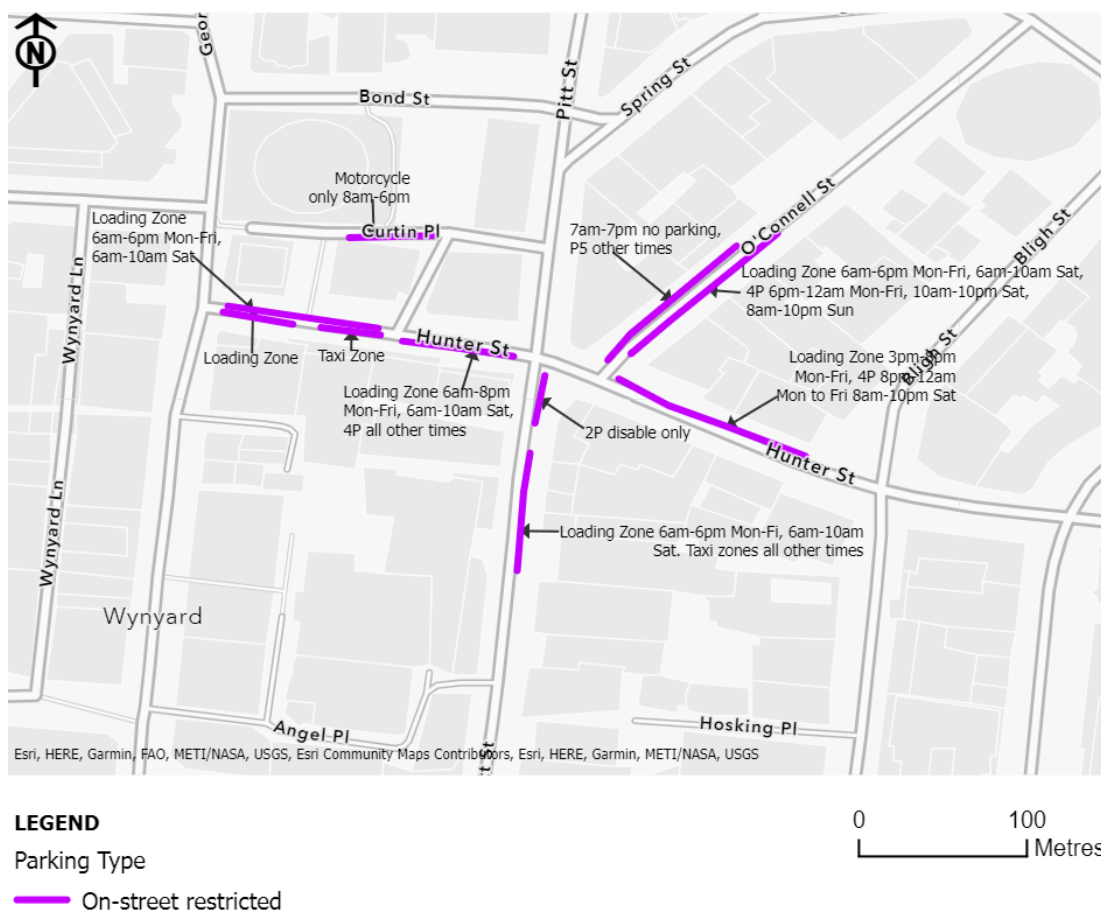 N
Geor
Bond St
Pitt St
Spring St
Motorcycle
only 8am-6pm
Curtin Pl
Loading Zone
6am-6pm Mon-Fri,
6am-10am Sat
Wynyard Ln
7am-7pm no parking,
P5 other times
O'Connell St
Bligh St
Loading Zone 6am-6pm Mon-Fri, 6am-10am Sat,
4P 6pm-12am Mon-Fri, 10am-10pm Sat,
8am-10pm Sun
Loading Zone
Taxi Zone
Hunter St
Bligh St
Mon-Fri, 4P 8pm-12am
Mon to Fri 8am-10pm Sat
Loading Zone 6am-8pm
Mon-Fri, 6am-10am Sat,
4P all other times
2P disable only
Hunter St
Wynyard Ln
Loading Zone 6am-6pm Mon-Fi, 6am-10am
Sat. Taxi zones all other times
Wynyard
Angel Pl
Hosking Pl
tt St
Esri, HERE, Garmin, FAO, METI/NASA, USGS, Esri Community Maps Contributors, Esri, HERE, Garmin, METI/NASA, USGS
LEGEND
Parking Type
On-street restricted
0 100
Metres